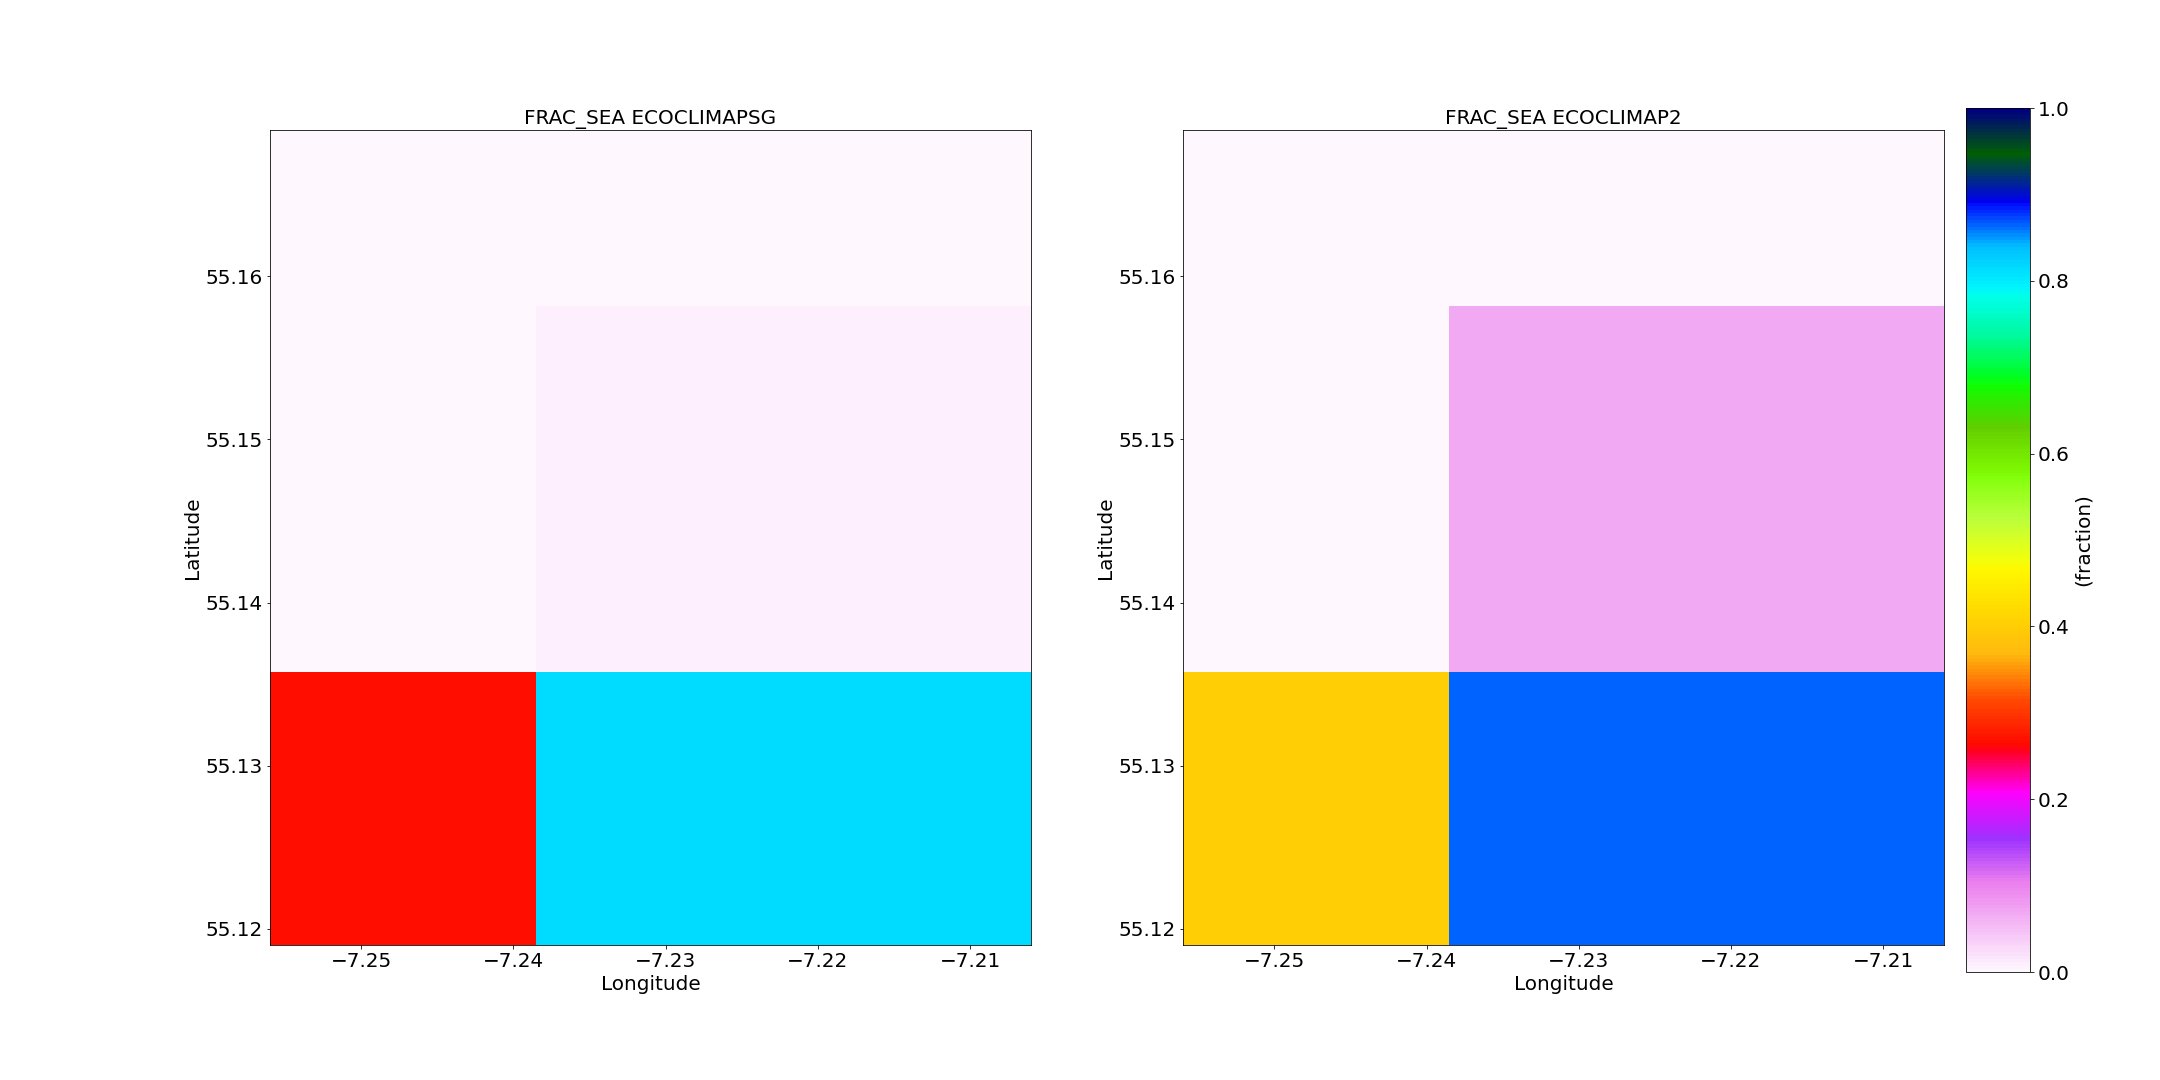 FRAC_SEA ECOCLIMAPSG
55.16
55.15
55.14
55.13
55.12
Latitude
−7.25 −7.24 −7.23 −7.22 −7.21
Longitude
FRAC_SEA ECOCLIMAP2
55.16
55.15
55.14
55.13
55.12
Latitude
−7.25 −7.24 −7.23 −7.22 −7.21
Longitude
1.0
0.8
0.6
0.4
0.2
0.0
(fraction)